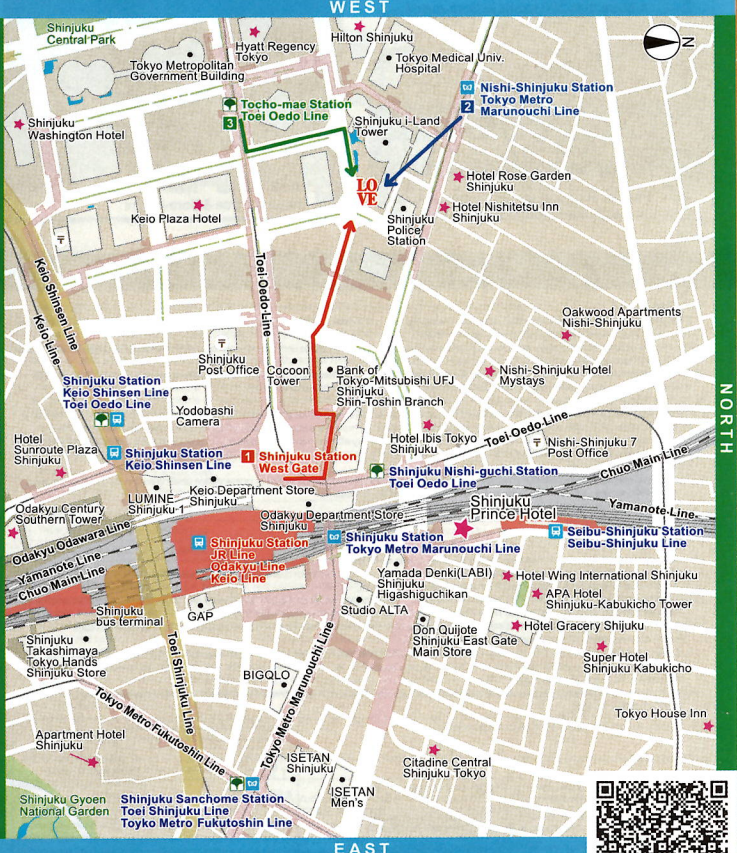 WEST
Shinjuku
Central Park
Hyatt Regency
Tokyo
Hilton Shinjuku
N
Tokyo Metropolitan
Government Building
Tokyo Medical Univ.
Hospital
Nishi-Shinjuku Station
Tokyo Metro
Marunouchi Line
2
Tocho-mae Station
Toei Oedo Line
3
Shinjuku i-Land
Tower
Shinjuku
Washington Hotel
Hotel Rose Garden
Shinjuku
LO
VE
Keio Plaza Hotel
Hotel Nishitetsu Inn
Shinjuku
Shinjuku
Police
Station
Keio Shinsen Line
Keio Line
Toei Oedo Line
Oakwood Apartments
Nishi-Shinjuku
Shinjuku
Post Office
Cocoon
Tower
Bank of
Tokyo-Mitsubishi UFJ
Shinjuku
Shin-Toshin Branch
Nishi-Shinjuku Hotel
Mystays
Shinjuku Station
Keio Shinsen Line
Toei Oedo Line
Yodobashi
Camera
NORTH
Hotel
Sunroute Plaza
Shinjuku
Shinjuku Station
Keio Shinsen Line
1
Shinjuku Station
West Gate
Hotel Ibis Tokyo
Shinjuku
Toei Oedo Line
Nishi-Shinjuku 7
Post Office
Chuo Main Line
Shinjuku Nishi-guchi Station
Toei Oedo Line
LUMINE
Shinjuku-1
Keio Department Store
Shinjuku
Odakyu Department Store
Shinjuku
Shinjuku
Prince Hotel
Yamanote Line
Odakyu Century
Southern Tower
Odakyu Odawara Line
Yamanote Line
Chuo Main Line
Shinjuku Station
JR Line
Odakyu Line
Keio Line
Shinjuku Station
Tokyo Metro Marunouchi Line
Seibu-Shinjuku Station
Seibu-Shinjuku Line
Yamada Denki(LABI)
Shinjuku
Higashiguchikan
Hotel Wing International Shinjuku
APA Hotel
Shinjuku-Kabukicho Tower
Shinjuku
bus terminal
GAP
Studio ALTA
Don Quijote
Shinjuku East Gate
Main Store
Hotel Gracery Shijuku
Shinjuku
Takashimaya
Tokyo Hands
Shinjuku Store
Toei Shinjuku Line
Super Hotel
Shinjuku Kabukicho
BIGQLO
Tokyo Metro Marunouchi Line
Tokyo Metro Fukutoshin Line
Tokyo House Inn
Apartment Hotel
Shinjuku
ISETAN
Shinjuku
Citadine Central
Shinjuku Tokyo
ISETAN
Men's
Shinjuku Gyoen
National Garden
Shinjuku Sanchome Station
Toei Shinjuku Line
Toyko Metro Fukutoshin Line
EAST